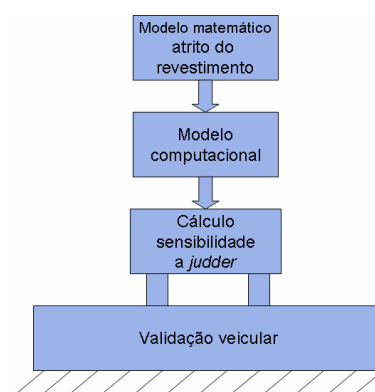 Modelo matemático
atrito do
revestimento
Modelo
computacional
Cálculo
sensibilidade
a judder
Validação veicular